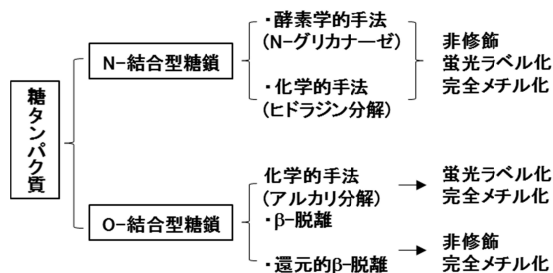 糖タンパク質
N-結合型糖鎖
・酵素学的手法
(N-グリカナーゼ)
・化学的手法
(ヒドラジン分解)
非修飾
蛍光ラベル化
完全メチル化
O-結合型糖鎖
化学的手法
(アルカリ分解)
・β-脱離
蛍光ラベル化
完全メチル化
・還元的β-脱離
非修飾
完全メチル化